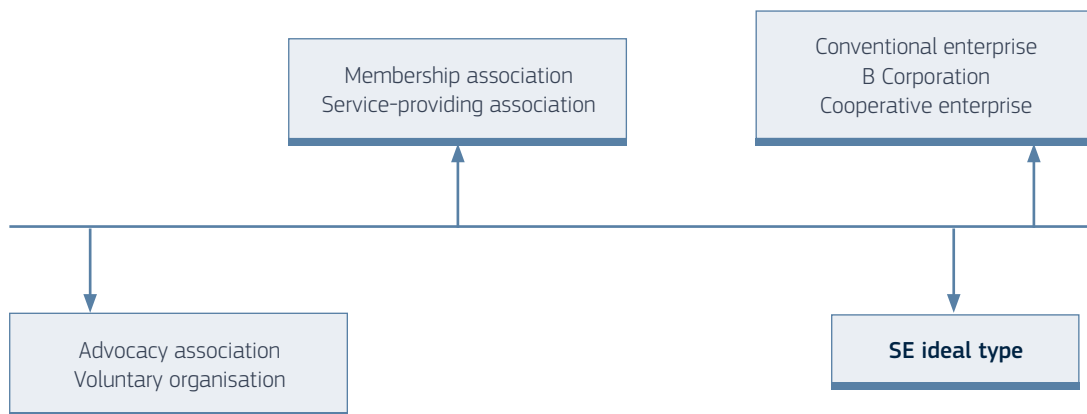 Membership association
Service-providing association
Conventional enterprise
B Corporation
Cooperative enterprise
Advocacy association
Voluntary organisation
SE ideal type